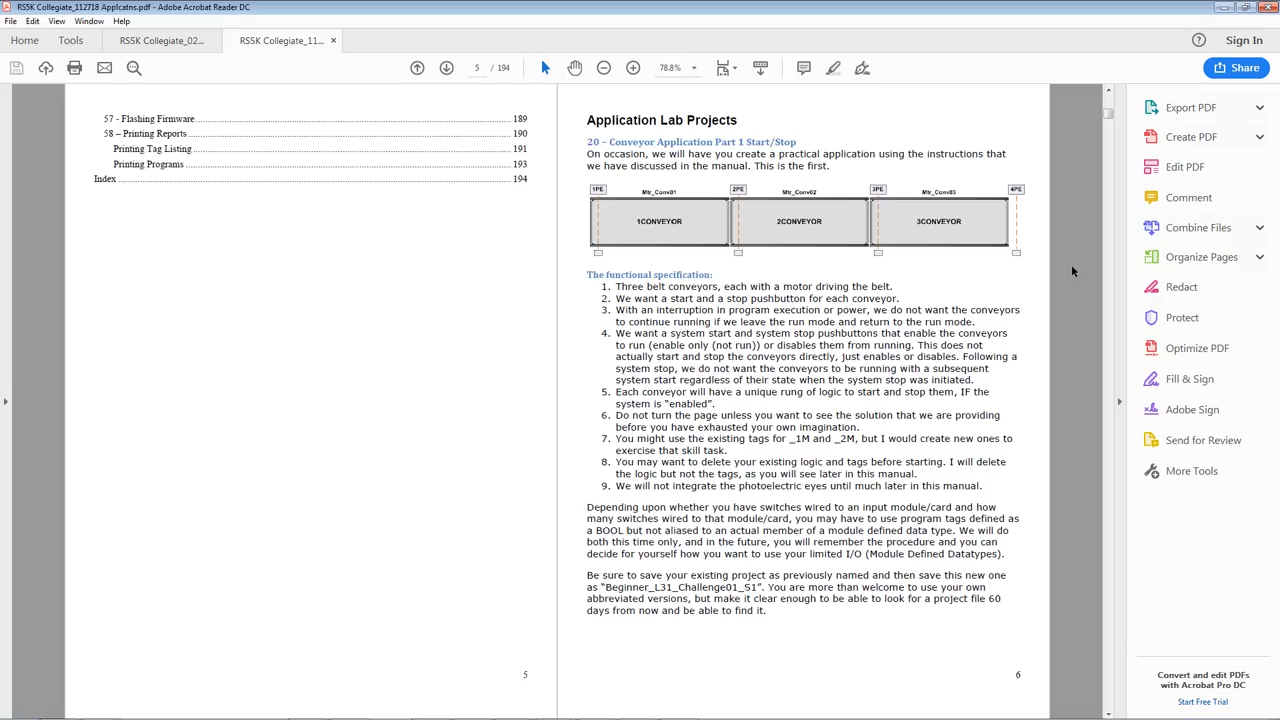 RS5K Collegiate_112718 Applcatns.pdf - Adobe Acrobat Reader DC
File Edit View Window Help
Home Tools RS5K Collegiate_02... RS5K Collegiate_11... × Sign In
5 / 194 78.8% Share
57 - Flashing Firmware 189
58 – Printing Reports 190
Printing Tag Listing 191
Printing Programs 193
Index 194
5
Application Lab Projects
20 – Conveyor Application Part 1 Start/Stop
On occasion, we will have you create a practical application using the instructions that
we have discussed in the manual. This is the first.
1PE Mtr_Conv01 2PE Mtr_Conv02 3PE Mtr_Conv03 4PE
1CONVEYOR 2CONVEYOR 3CONVEYOR
The functional specification:
1. Three belt conveyors, each with a motor driving the belt.
2. We want a start and a stop pushbutton for each conveyor.
3. With an interruption in program execution or power, we do not want the conveyors
to continue running if we leave the run mode and return to the run mode.
4. We want a system start and system stop pushbuttons that enable the conveyors
to run (enable only (not run)) or disables them from running. This does not
actually start and stop the conveyors directly, just enables or disables. Following a
system stop, we do not want the conveyors to be running with a subsequent
system start regardless of their state when the system stop was initiated.
5. Each conveyor will have a unique rung of logic to start and stop them, IF the
system is “enabled”.
6. Do not turn the page unless you want to see the solution that we are providing
before you have exhausted your own imagination.
7. You might use the existing tags for _1M and _2M, but I would create new ones to
exercise that skill task.
8. You may want to delete your existing logic and tags before starting. I will delete
the logic but not the tags, as you will see later in this manual.
9. We will not integrate the photoelectric eyes until much later in this manual.
Depending upon whether you have switches wired to an input module/card and how
many switches wired to that module/card, you may have to use program tags defined as
a BOOL but not aliased to an actual member of a module defined data type. We will do
both this time only, and in the future, you will remember the procedure and you can
decide for yourself how you want to use your limited I/O (Module Defined Datatypes).
Be sure to save your existing project as previously named and then save this new one
as “Beginner_L31_Challenge01_S1”. You are more than welcome to use your own
abbreviated versions, but make it clear enough to be able to look for a project file 60
days from now and be able to find it.
6
Export PDF
Create PDF
Edit PDF
Comment
Combine Files
Organize Pages
Redact
Protect
Optimize PDF
Fill & Sign
Adobe Sign
Send for Review
More Tools
Convert and edit PDFs
with Acrobat Pro DC
Start Free Trial